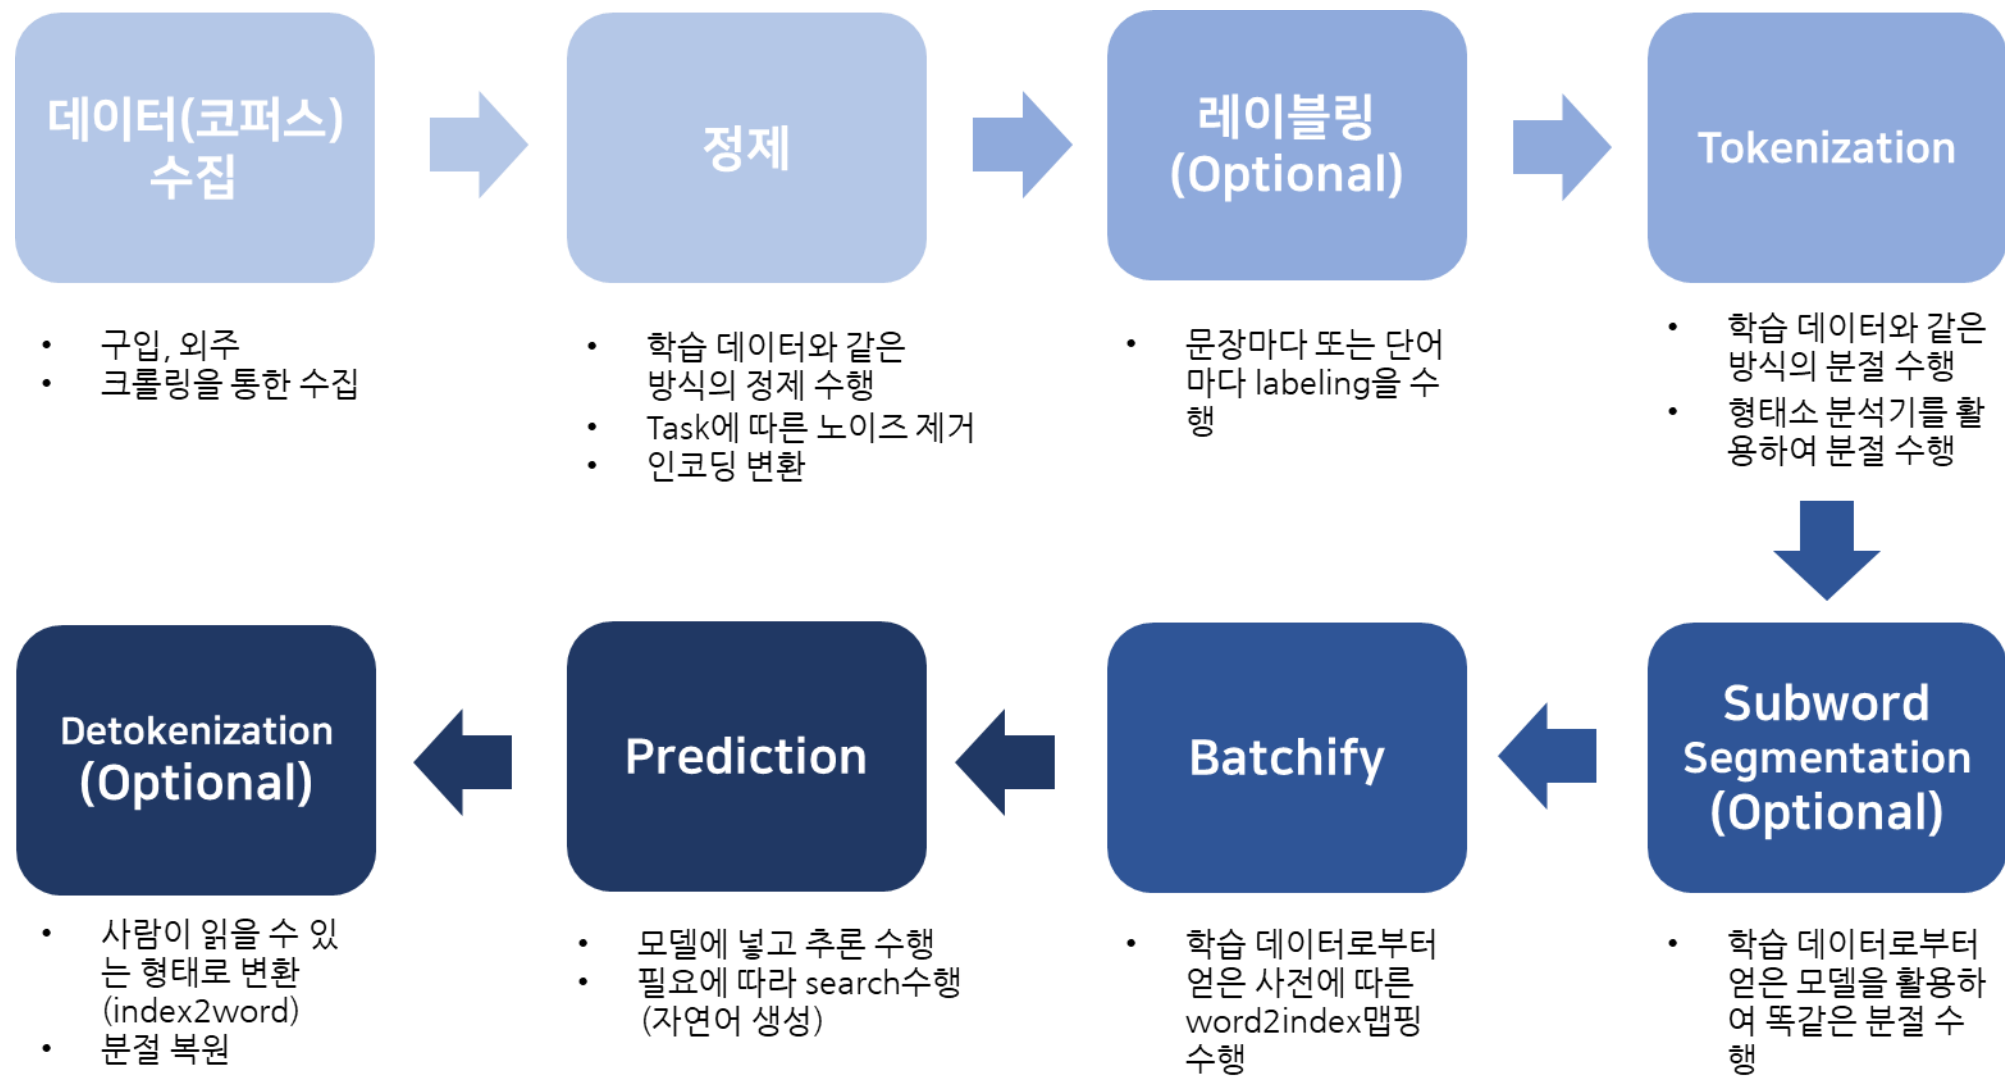 데이터(코퍼스)
수집
• 구입, 외주
• 크롤링을 통한 수집
정제
• 학습 데이터와 같은
방식의 정제 수행
• Task에 따른 노이즈 제거
• 인코딩 변환
레이블링
(Optional)
• 문장마다 또는 단어
마다 labeling을 수
행
Tokenization
• 학습 데이터와 같은
방식의 분절 수행
• 형태소 분석기를 활
용하여 분절 수행
Subword
Segmentation
(Optional)
• 학습 데이터로부터
얻은 모델을 활용하
여 똑같은 분절 수
행
Batchify
• 학습 데이터로부터
얻은 사전에 따른
word2index맵핑
수행
Prediction
• 모델에 넣고 추론 수행
• 필요에 따라 search수행
(자연어 생성)
Detokenization
(Optional)
• 사람이 읽을 수 있
는 형태로 변환
(index2word)
• 분절 복원